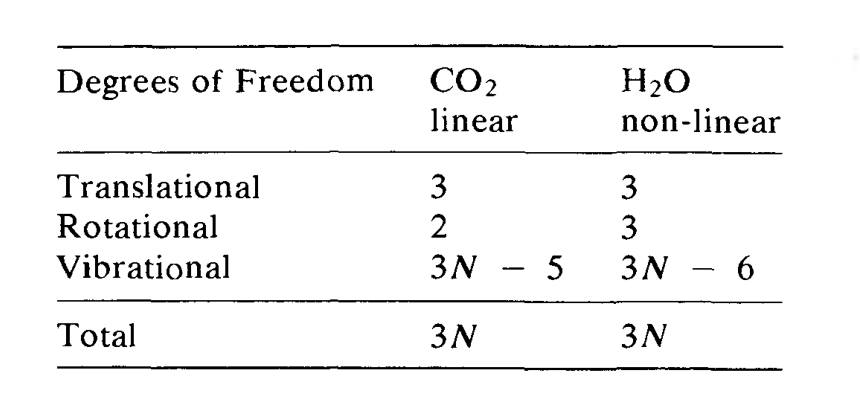 Degrees of Freedom CO₂ H₂O
linear non-linear
Translational 3 3
Rotational 2 3
Vibrational 3N − 5 3N − 6
Total 3N 3N